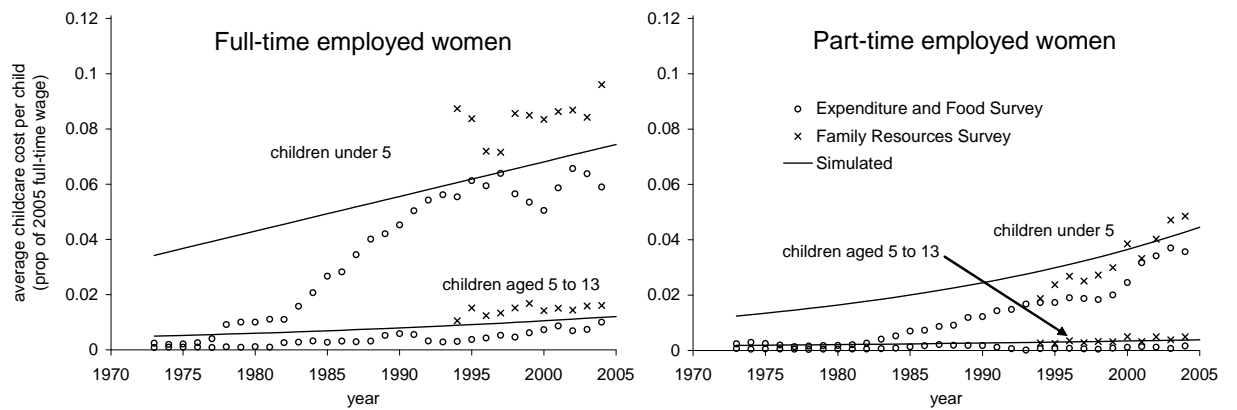 Full-time employed women
average childcare cost per child
(prop of 2005 full-time wage)
0.12
0.1
0.08
0.06
0.04
0.02
0
children under 5
children aged 5 to 13
1970 1975 1980 1985 1990 1995 2000 2005
year
Part-time employed women
0.12
0.1
0.08
0.06
0.04
0.02
0
Expenditure and Food Survey
Family Resources Survey
Simulated
children under 5
children aged 5 to 13
1970 1975 1980 1985 1990 1995 2000 2005
year